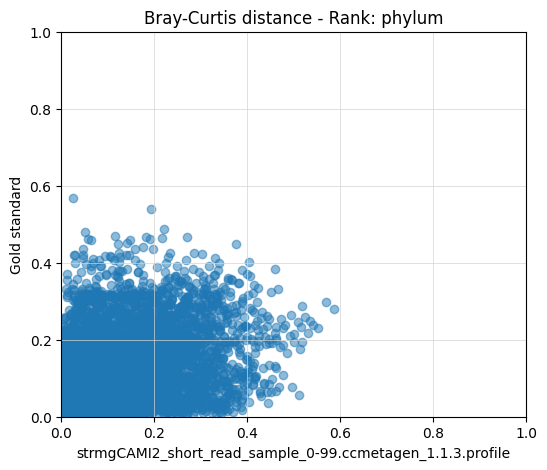 Bray-Curtis distance - Rank: phylum
1.0
0.8
0.6
0.4
0.2
0.0
Gold standard
0.0 0.2 0.4 0.6 0.8 1.0
strmgCAMI2_short_read_sample_0-99.ccmetagen_1.1.3.profile